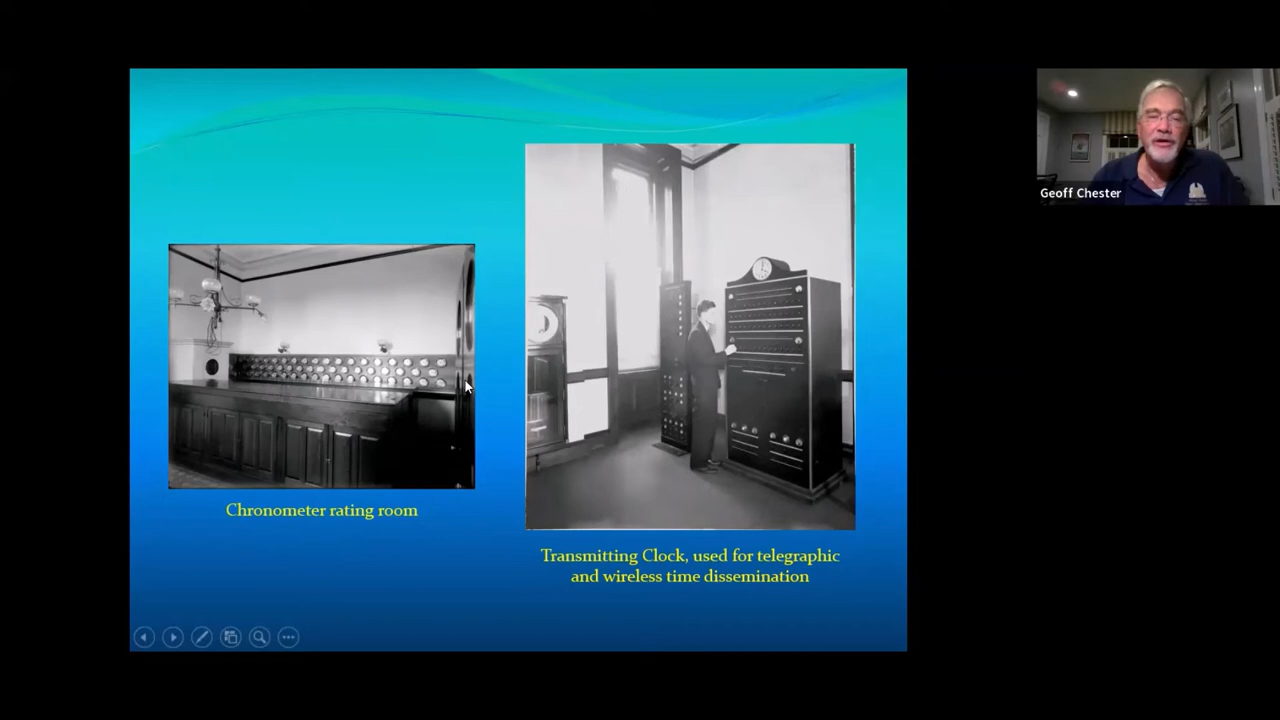 Chronometer rating room
Transmitting Clock, used for telegraphic
and wireless time dissemination
Geoff Chester